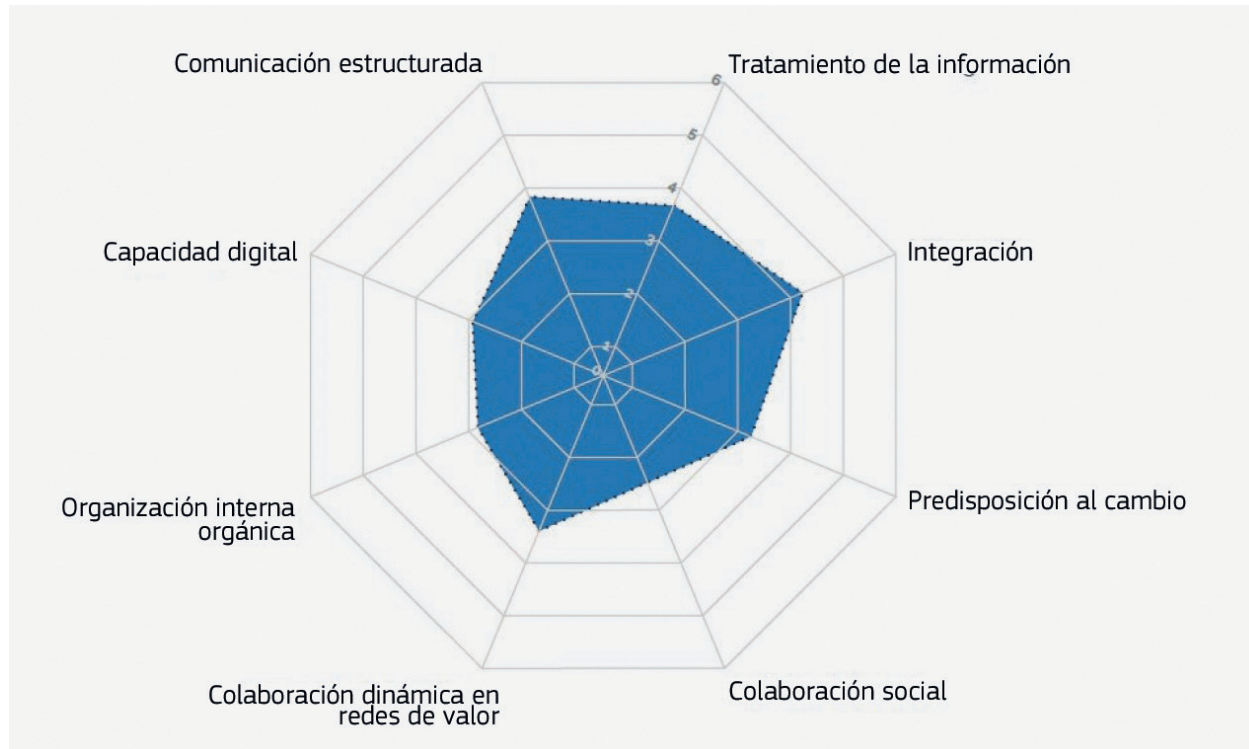 Comunicación estructurada
Tratamiento de la información
6
5
4
3
2
1
0
Capacidad digital
Integración
Organización interna
orgánica
Predisposición al cambio
Colaboración dinámica en
redes de valor
Colaboración social